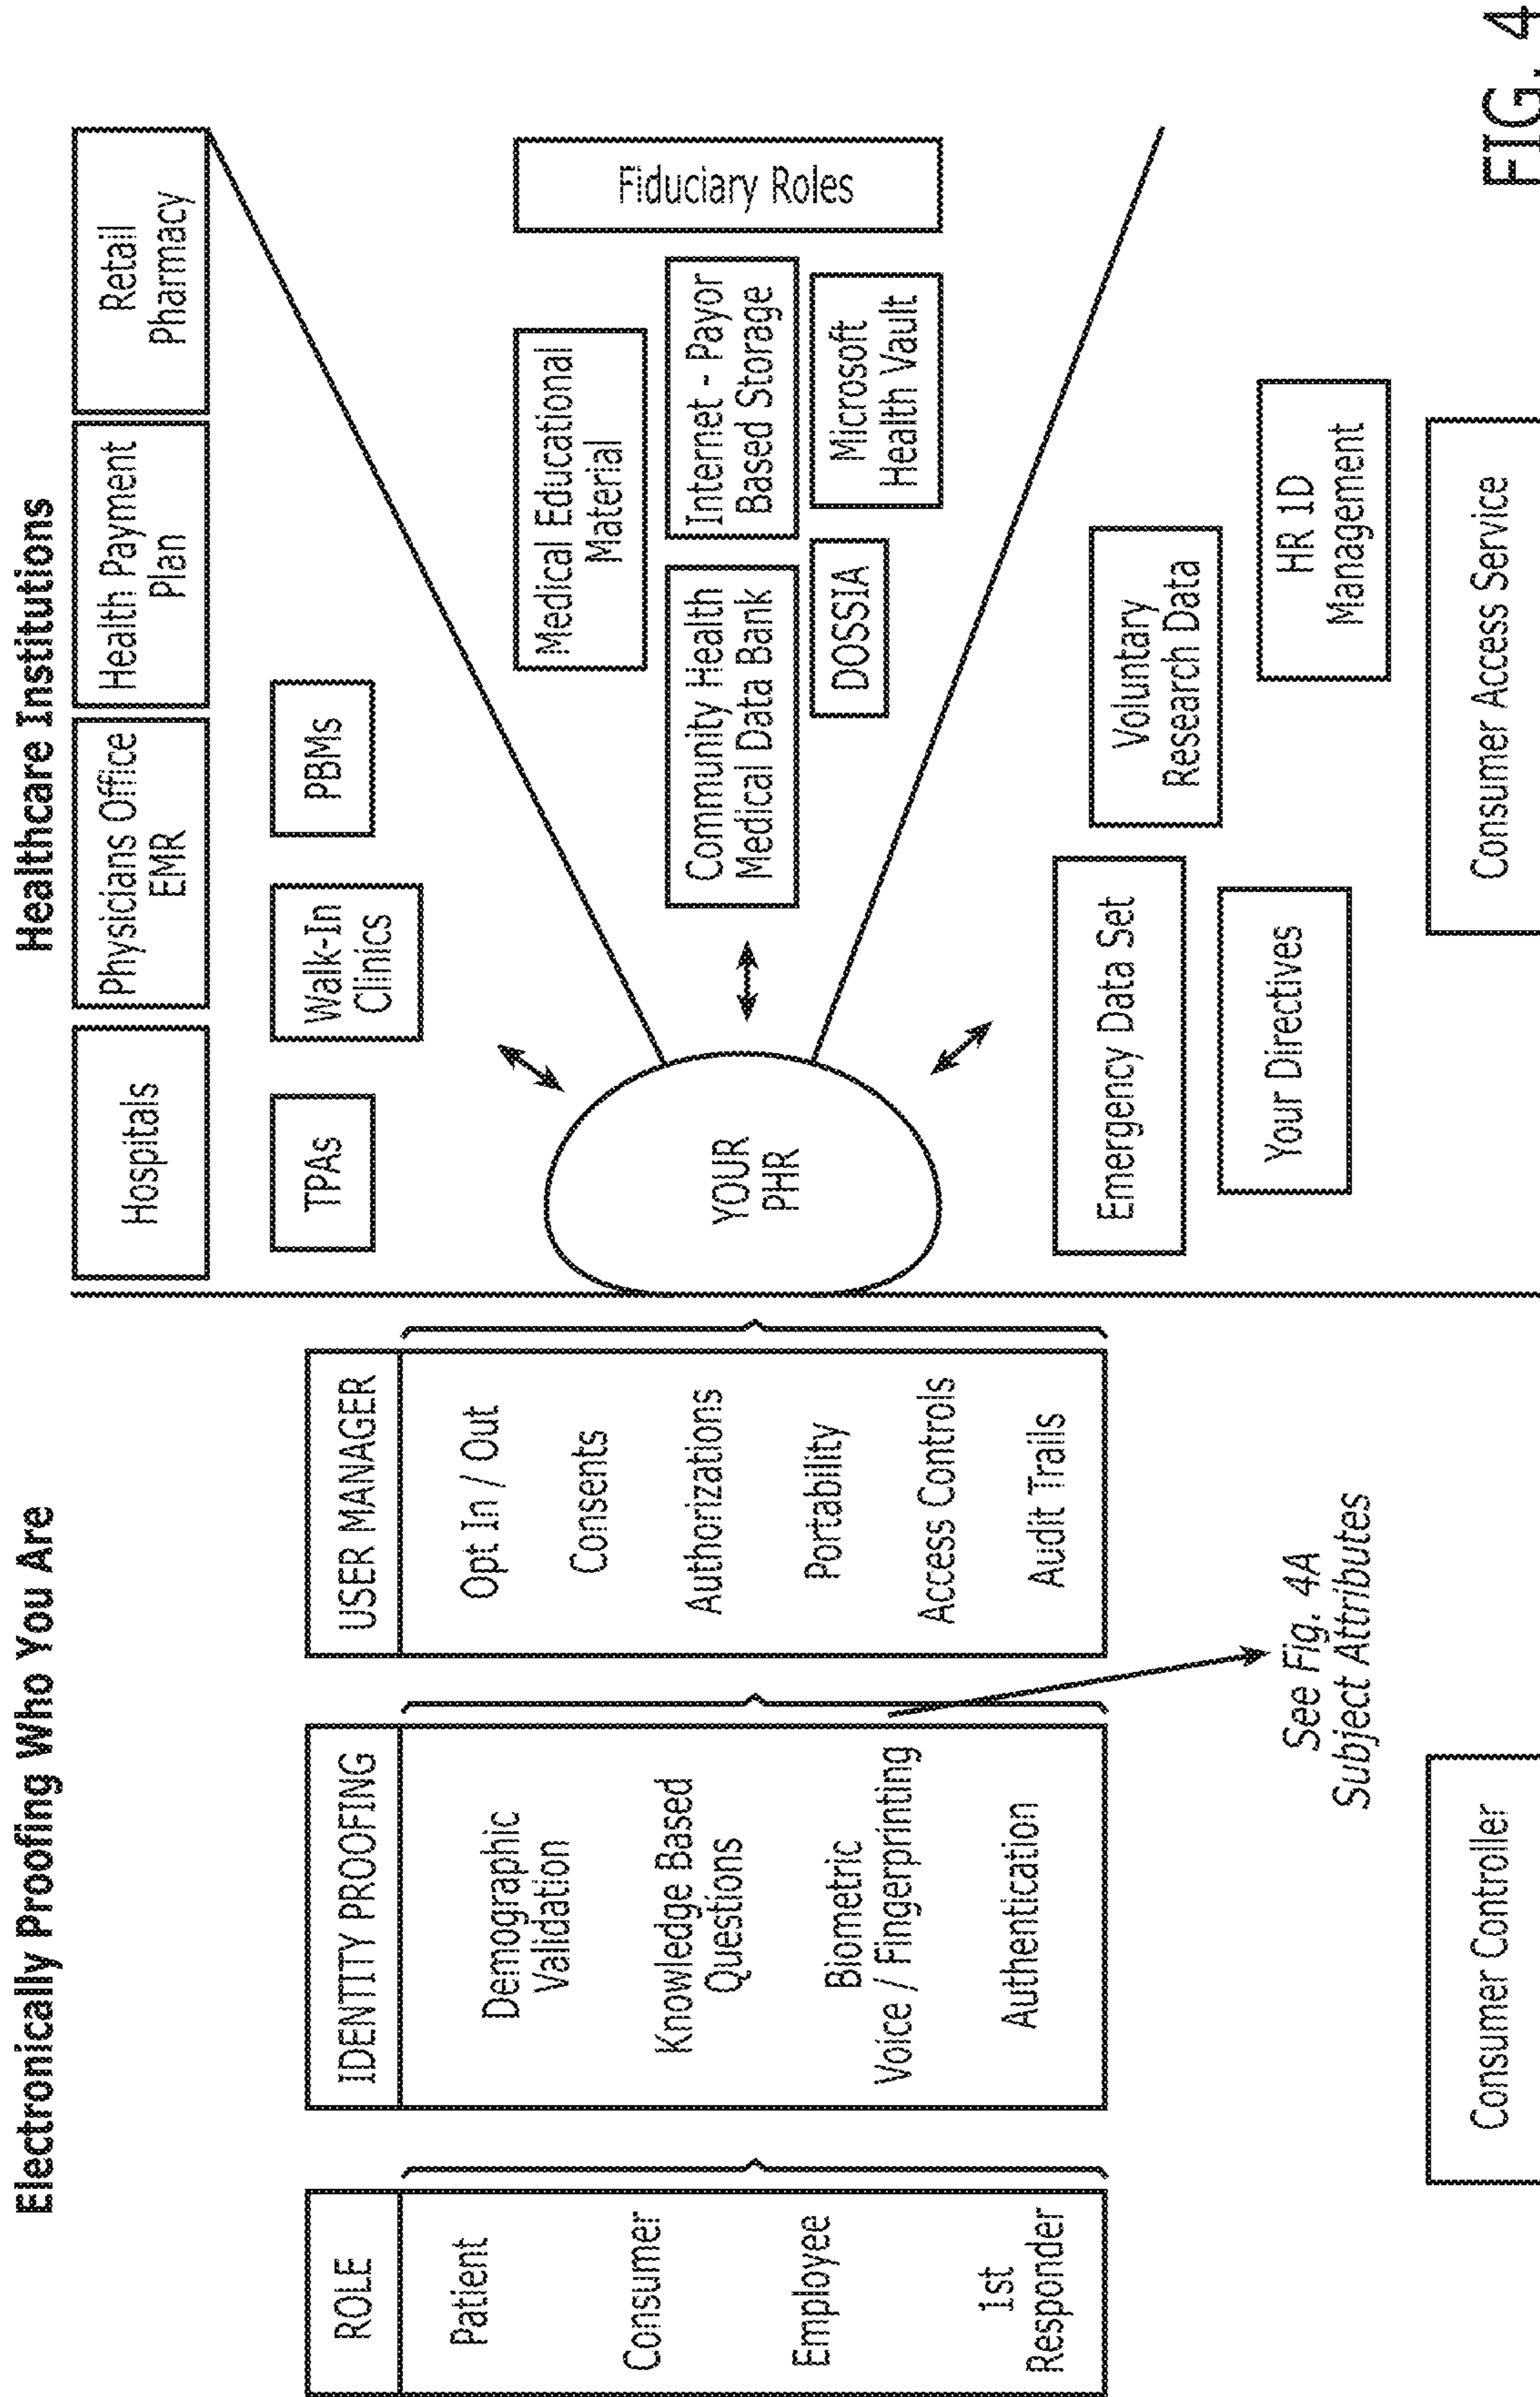 Electronically Proofing Who You Are
ROLE
Patient
Consumer
Employee
1st
Responder
IDENTITY PROOFING
Demographic
Validation
Knowledge Based
Questions
Biometric
Voice / Fingerprinting
Authentication
USER MANAGER
Opt In / Out
Consents
Authorizations
Portability
Access Controls
Audit Trails
See Fig. 4A
Subject Attributes
Consumer Controller
Healthcare Institutions
Hospitals
Physicians Office
EMR
Health Payment
Plan
Retail
Pharmacy
TPAs
Walk-In
Clinics
PBMs
YOUR
PHR
Medical Educational
Material
Community Health
Medical Data Bank
Internet - Payor
Based Storage
DOSSIA
Microsoft
Health Vault
Fiduciary Roles
Emergency Data Set
Voluntary
Research Data
Your Directives
HR 1D
Management
Consumer Access Service
FIG. 4